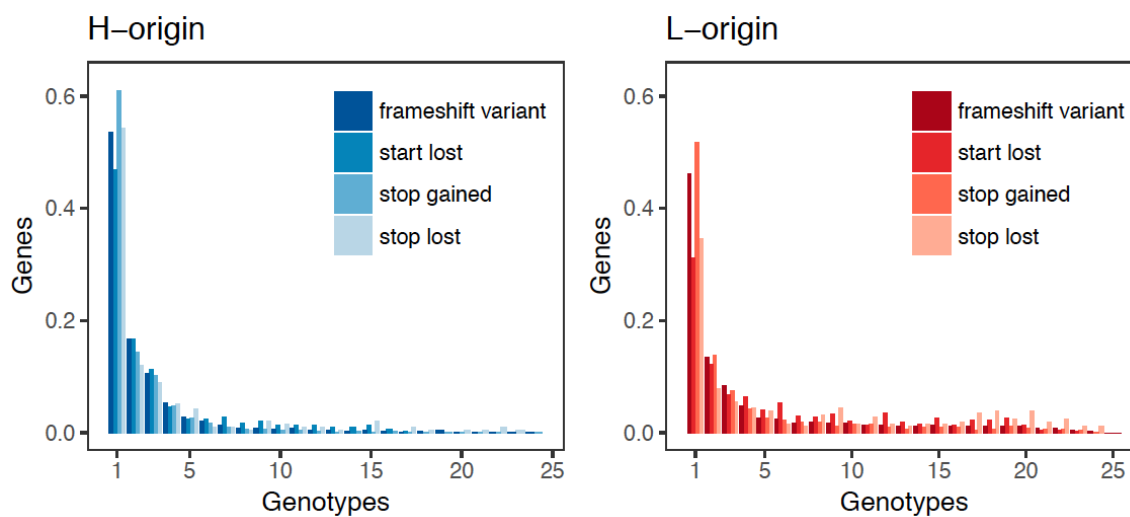 H−origin
0.6
0.4
0.2
0.0
Genes
frameshift variant
start lost
stop gained
stop lost
1 5 10 15 20 25
Genotypes
L−origin
0.6
0.4
0.2
0.0
Genes
frameshift variant
start lost
stop gained
stop lost
1 5 10 15 20 25
Genotypes